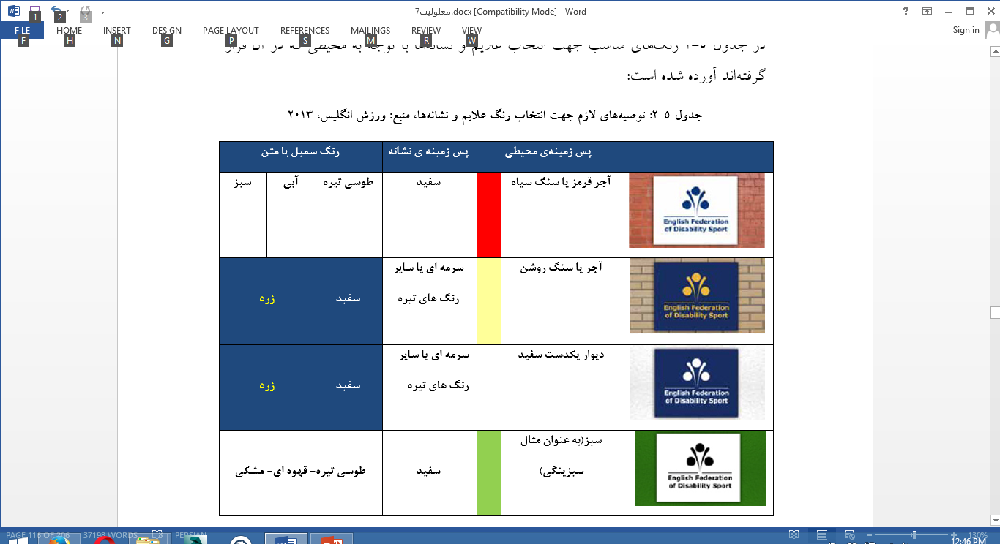 معلولیت7.docx [Compatibility Mode] - Word
?
1 2 3
FILE HOME INSERT DESIGN PAGE LAYOUT REFERENCES MAILINGS REVIEW VIEW Sign in
F H N G P S M R W
در جدول ۵-۲ رنگ‌های مناسب جهت انتخاب علایم و نشانه‌ها با توجه به محیطی که در آن قرار
گرفته‌اند آورده شده است:
جدول ۵-۲: توصیه‌های لازم جهت انتخاب رنگ علایم و نشانه‌ها، منبع: ورزش انگلیس، ۲۰۱۳
پس زمینه‌ی محیطی پس زمینه ی نشانه رنگ سمبل یا متن
English Federation
of Disability Sport
آجر قرمز یا سنگ سیاه
سفید
طوسی تیره آبی سبز
English Federation
of Disability Sport
آجر یا سنگ روشن
سرمه ای یا سایر
رنگ های تیره
سفید زرد
English Federation
of Disability Sport
دیوار یکدست سفید
سرمه ای یا سایر
رنگ های تیره
سفید زرد
English Federation
of Disability Sport
سبز(به عنوان مثال
سبزینگی)
سفید
طوسی تیره- قهوه ای- مشکی
PAGE 116 OF 206 37198 WORDS PERSIAN 130%
12:46 PM